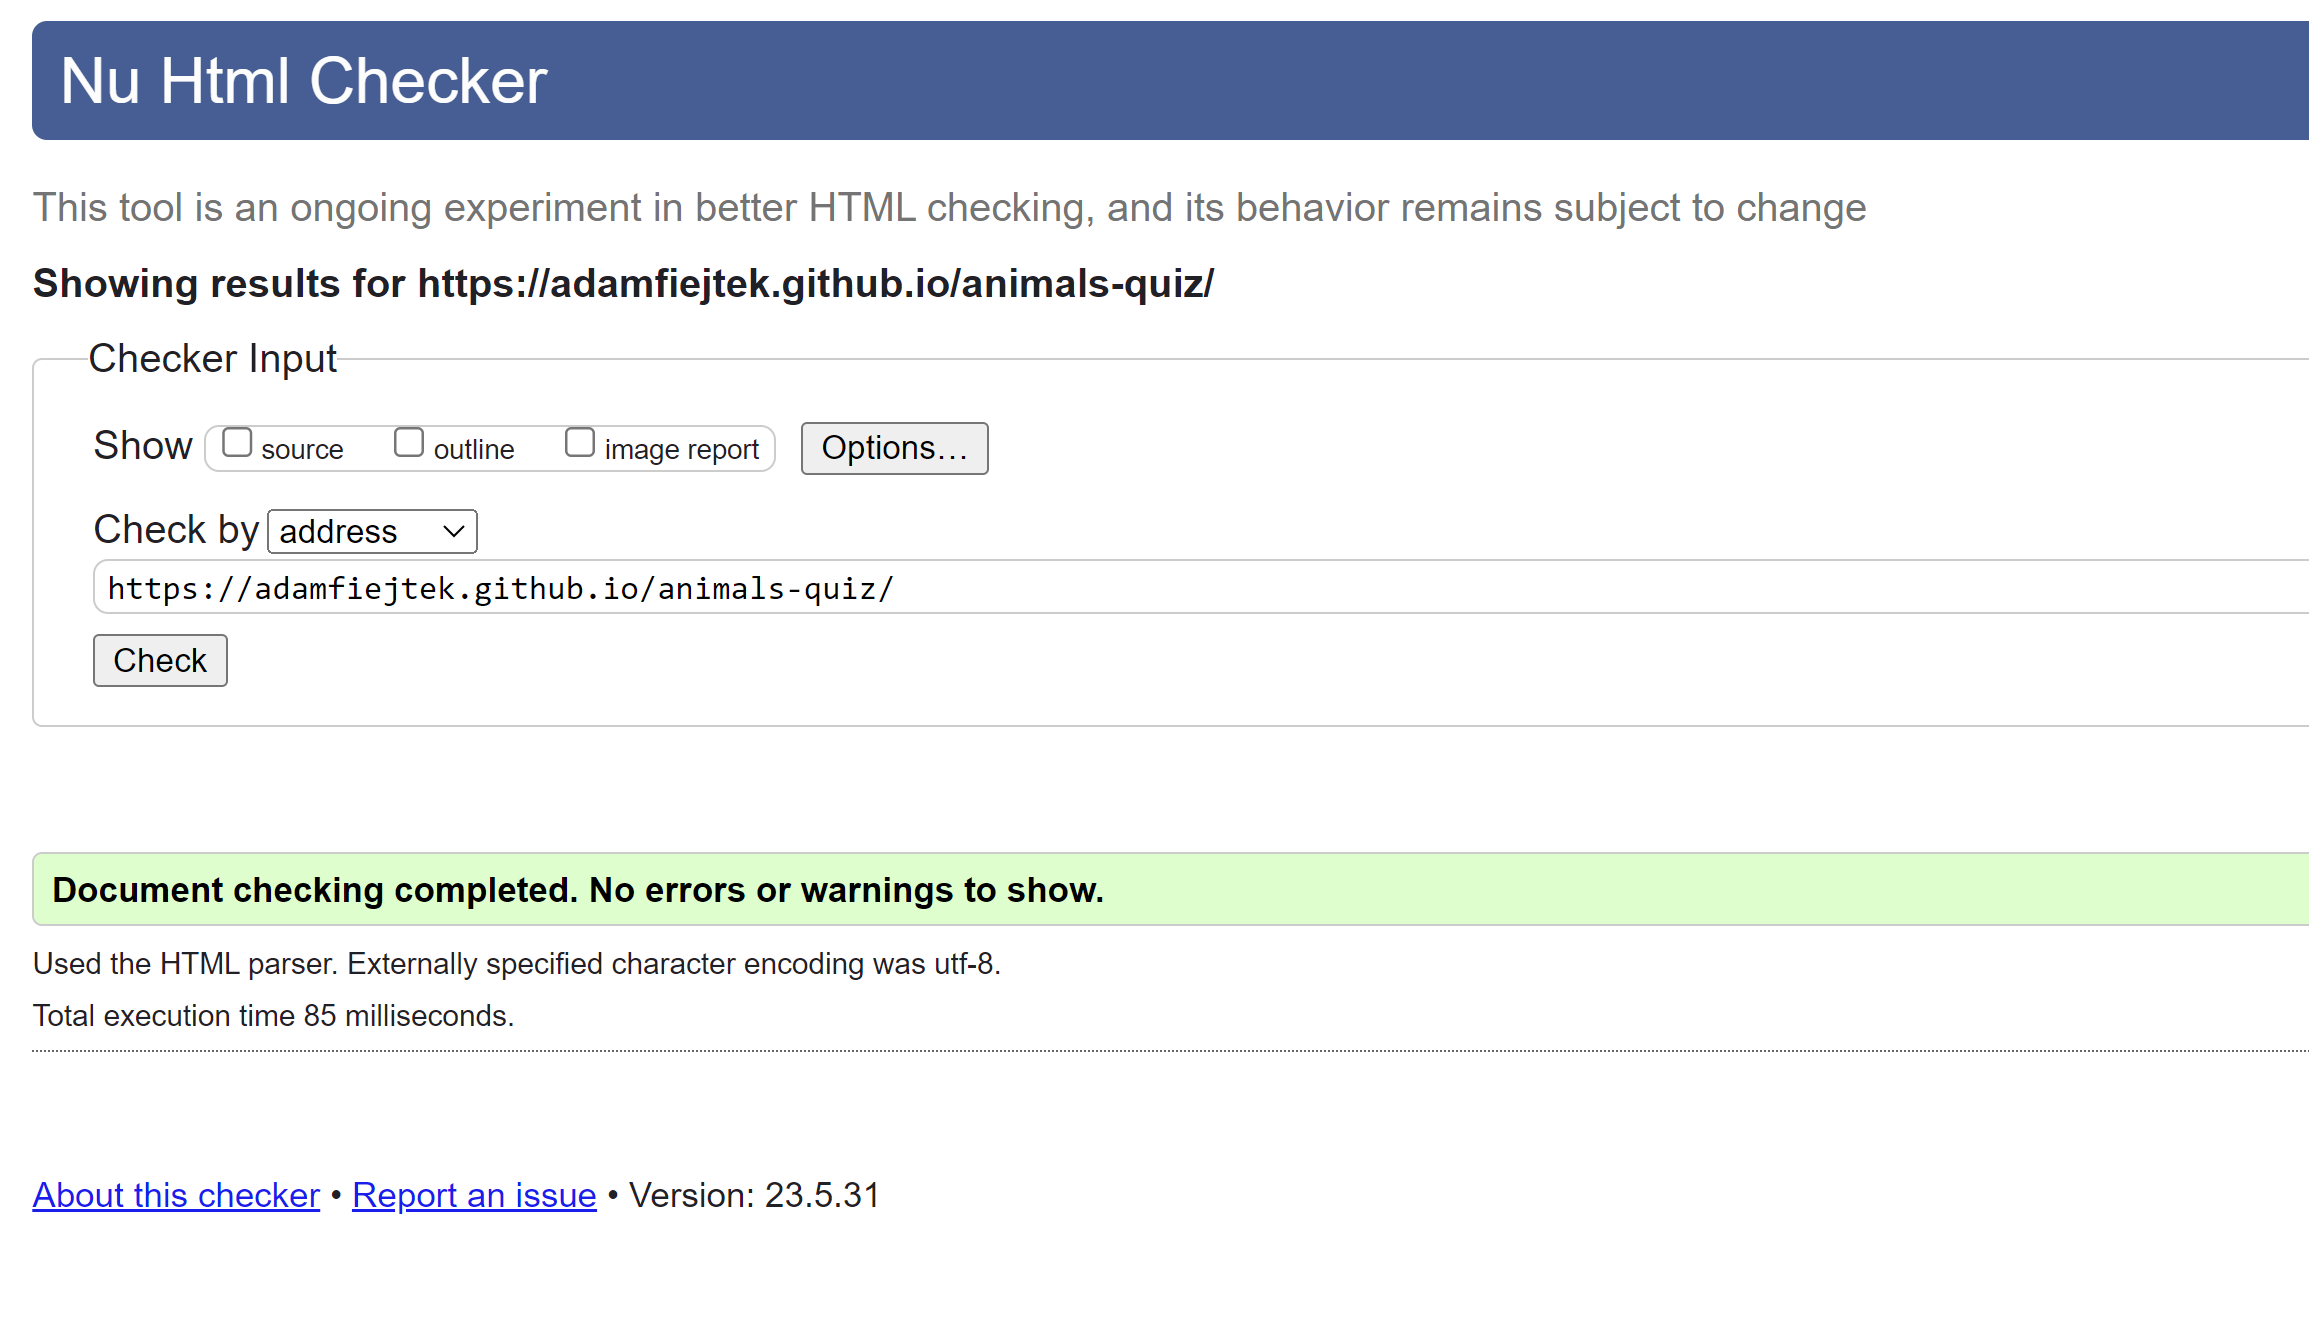 Nu Html Checker
This tool is an ongoing experiment in better HTML checking, and its behavior remains subject to change
Showing results for https://adamfiejtek.github.io/animals-quiz/
Checker Input
Show source outline image report Options...
Check by address
https://adamfiejtek.github.io/animals-quiz/
Check
Document checking completed. No errors or warnings to show.
Used the HTML parser. Externally specified character encoding was utf-8.
Total execution time 85 milliseconds.
About this checker • Report an issue • Version: 23.5.31